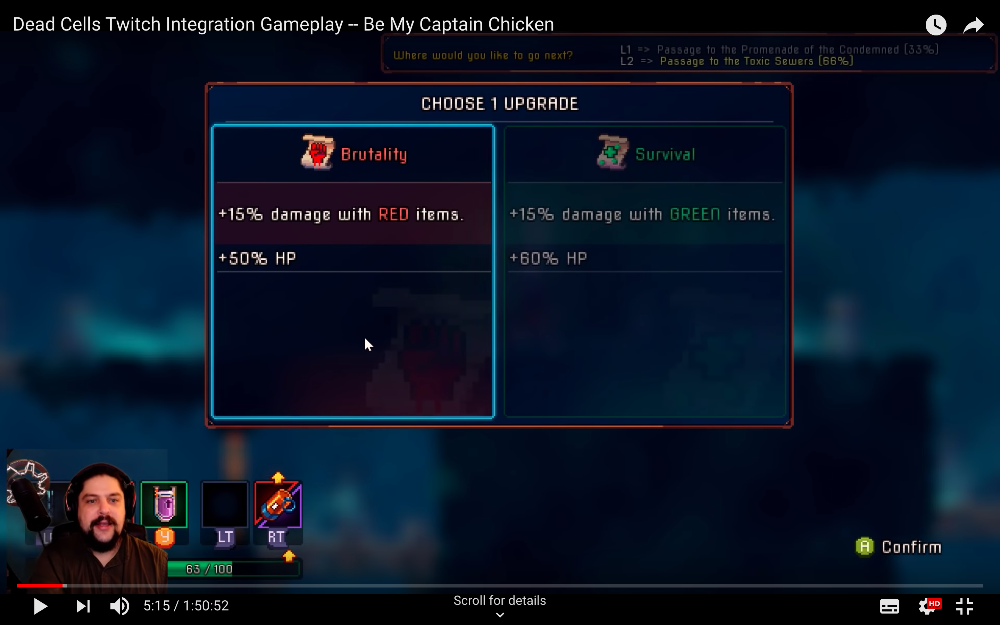 Dead Cells Twitch Integration Gameplay -- Be My Captain Chicken
Where would you like to go next?
L1 => Passage to the Promenade of the Condemned (33%)
L2 => Passage to the Toxic Sewers (66%)
CHOOSE 1 UPGRADE
Brutality
+15% damage with RED items.
+50% HP
Survival
+15% damage with GREEN items.
+60% HP
Y
LT
RT
63 / 100
A Confirm
5:15 / 1:50:52
Scroll for details
HD